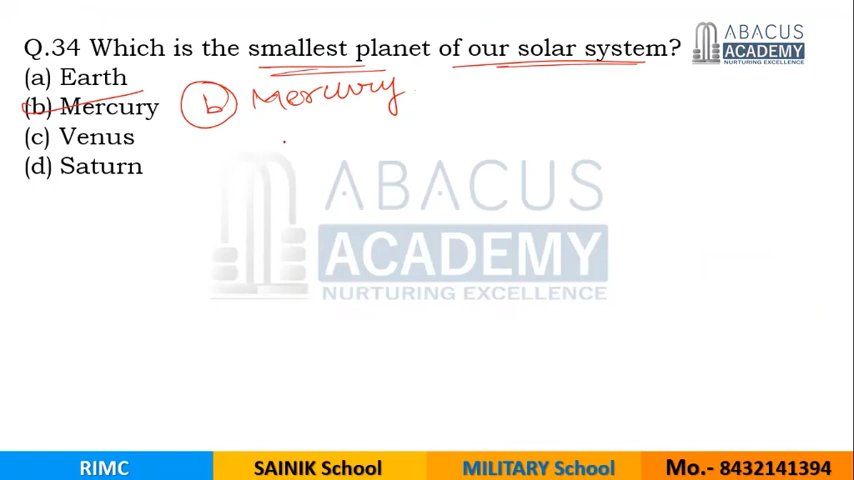 Q.34 Which is the smallest planet of our solar system?
ABACUS
ACADEMY
NURTURING EXCELLENCE
(a) Earth
(b) Mercury
b Mercury
(c) Venus
(d) Saturn
ABACUS
ACADEMY
NURTURING EXCELLENCE
RIMC SAINIK School MILITARY School Mo.- 8432141394